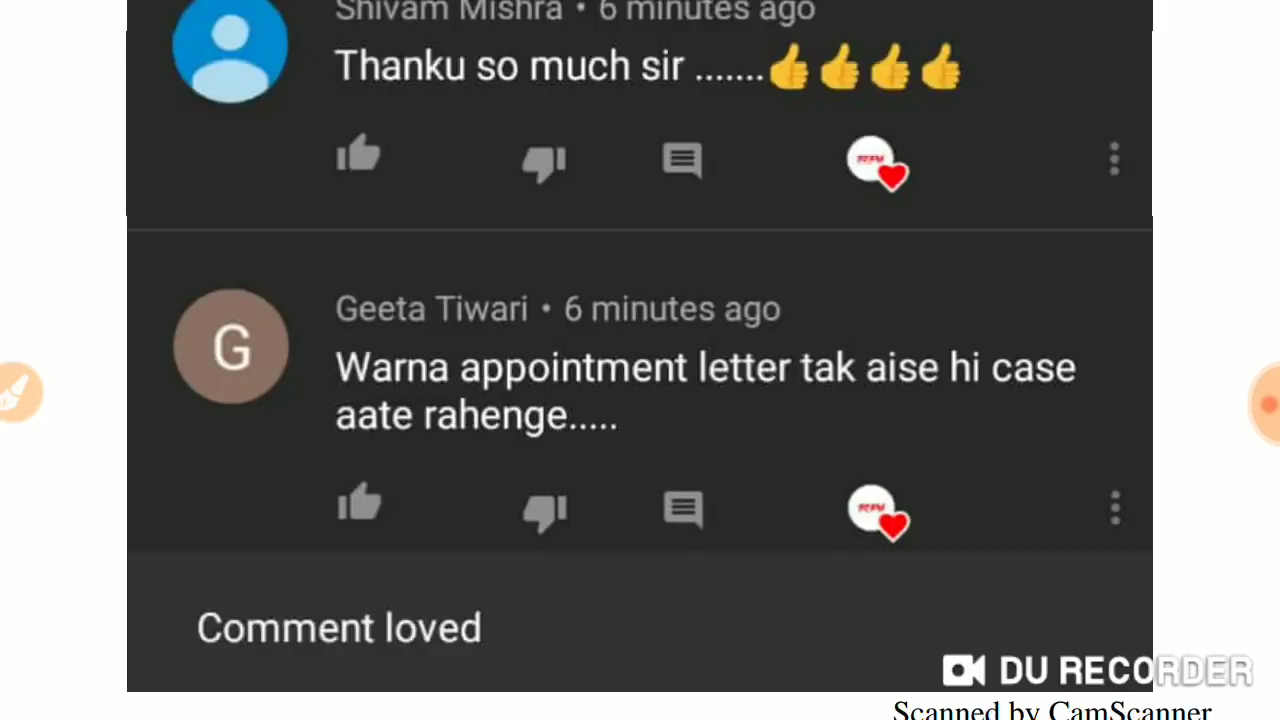 Shivam Mishra • 6 minutes ago
Thanku so much sir .......👍👍👍👍
G
Geeta Tiwari • 6 minutes ago
Warna appointment letter tak aise hi case
aate rahenge.....
Comment loved
DU RECORDER
Scanned by CamScanner